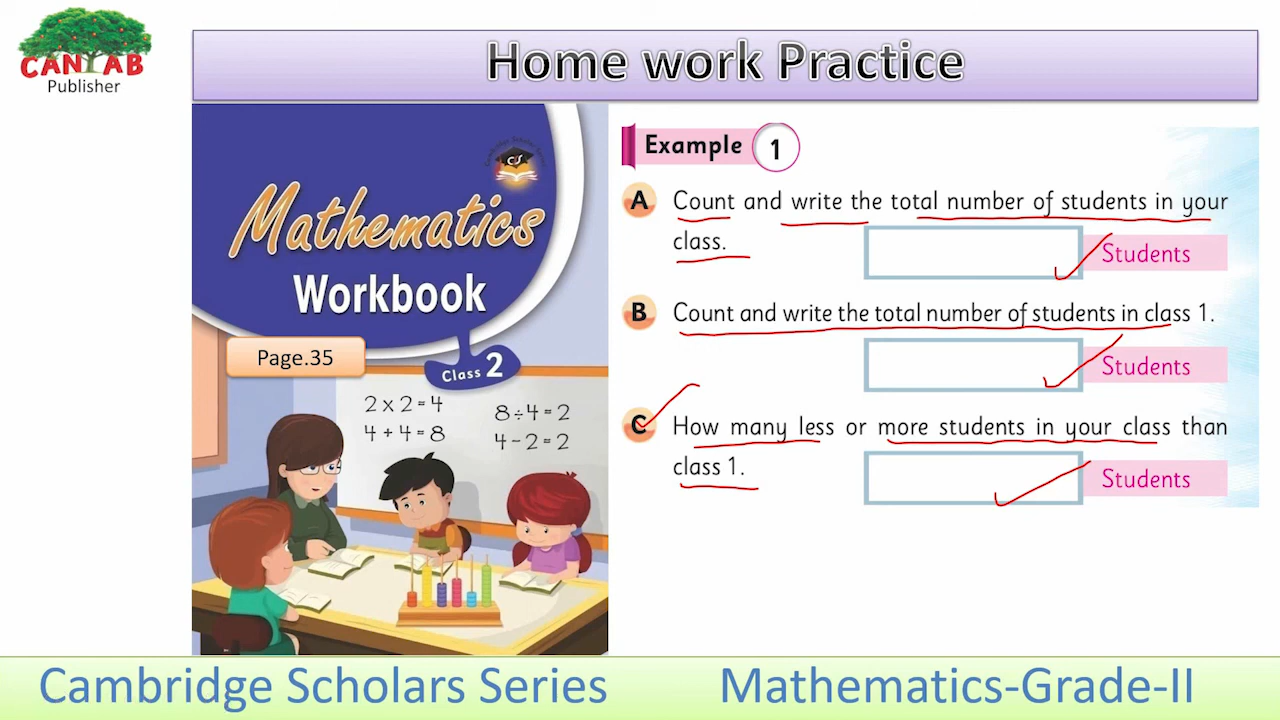 CANTAB
Publisher
Home work Practice
Mathematics
Workbook
Page.35
Class 2
2 x 2 = 4
4 + 4 = 8
8 ÷ 4 = 2
4 - 2 = 2
Example 1
A Count and write the total number of students in your
class.
Students
B Count and write the total number of students in class 1.
Students
C How many less or more students in your class than
class 1.
Students
Cambridge Scholars Series
Mathematics-Grade-II